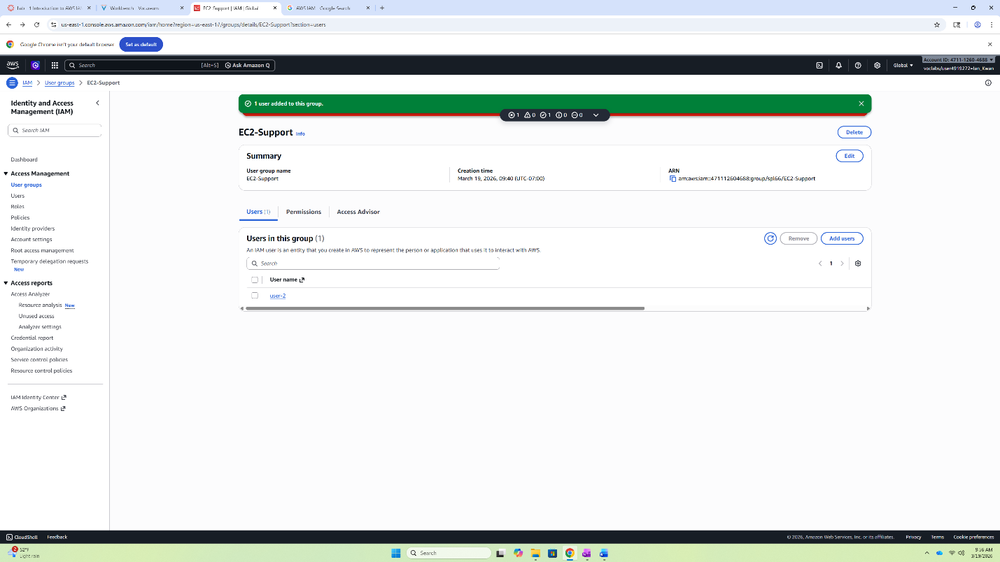 Lab - 1 Introduction to AWS IAM
Workbench - Vocareum
EC2-Support | IAM | Global
AWS IAM - Google Search
us-east-1.console.aws.amazon.com/iam/home?region=us-east-1#/groups/details/EC2-Support?section=users
Google Chrome isn't your default browser
Set as default
aws
Search
[Alt+S]
Ask Amazon Q
Global
Account ID: 4711-1260-4688
voclabs/user4919272=Ian_Kwan
IAM
User groups
EC2-Support
Identity and Access Management (IAM)
Search IAM
Dashboard
Access Management
User groups
Users
Roles
Policies
Identity providers
Account settings
Root access management
Temporary delegation requests
New
Access reports
Access Analyzer
Resource analysis New
Unused access
Analyzer settings
Credential report
Organization activity
Service control policies
Resource control policies
IAM Identity Center
AWS Organizations
1 user added to this group.
1 0 1 0 0
EC2-Support Info
Delete
Summary
Edit
User group name
EC2-Support
Creation time
March 19, 2026, 09:40 (UTC-07:00)
ARN
arn:aws:iam::471112604688:group/spl66/EC2-Support
Users (1)
Permissions
Access Advisor
Users in this group (1)
Remove
Add users
An IAM user is an entity that you create in AWS to represent the person or application that uses it to interact with AWS.
Search
1
User name
user-2
CloudShell
Feedback
© 2026, Amazon Web Services, Inc. or its affiliates.
Privacy
Terms
Cookie preferences
2
52°F
Light rain
Search
9:56 AM
3/19/2026